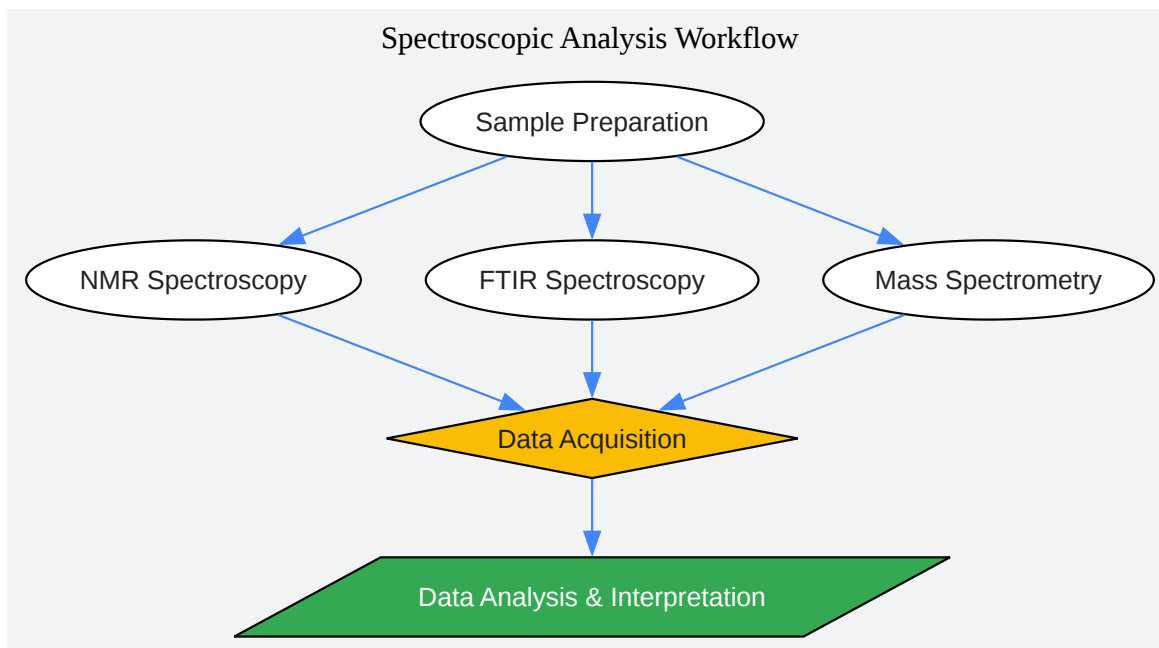 Spectroscopic Analysis Workflow
Sample Preparation
NMR Spectroscopy
FTIR Spectroscopy
Mass Spectrometry
Data Acquisition
Data Analysis & Interpretation